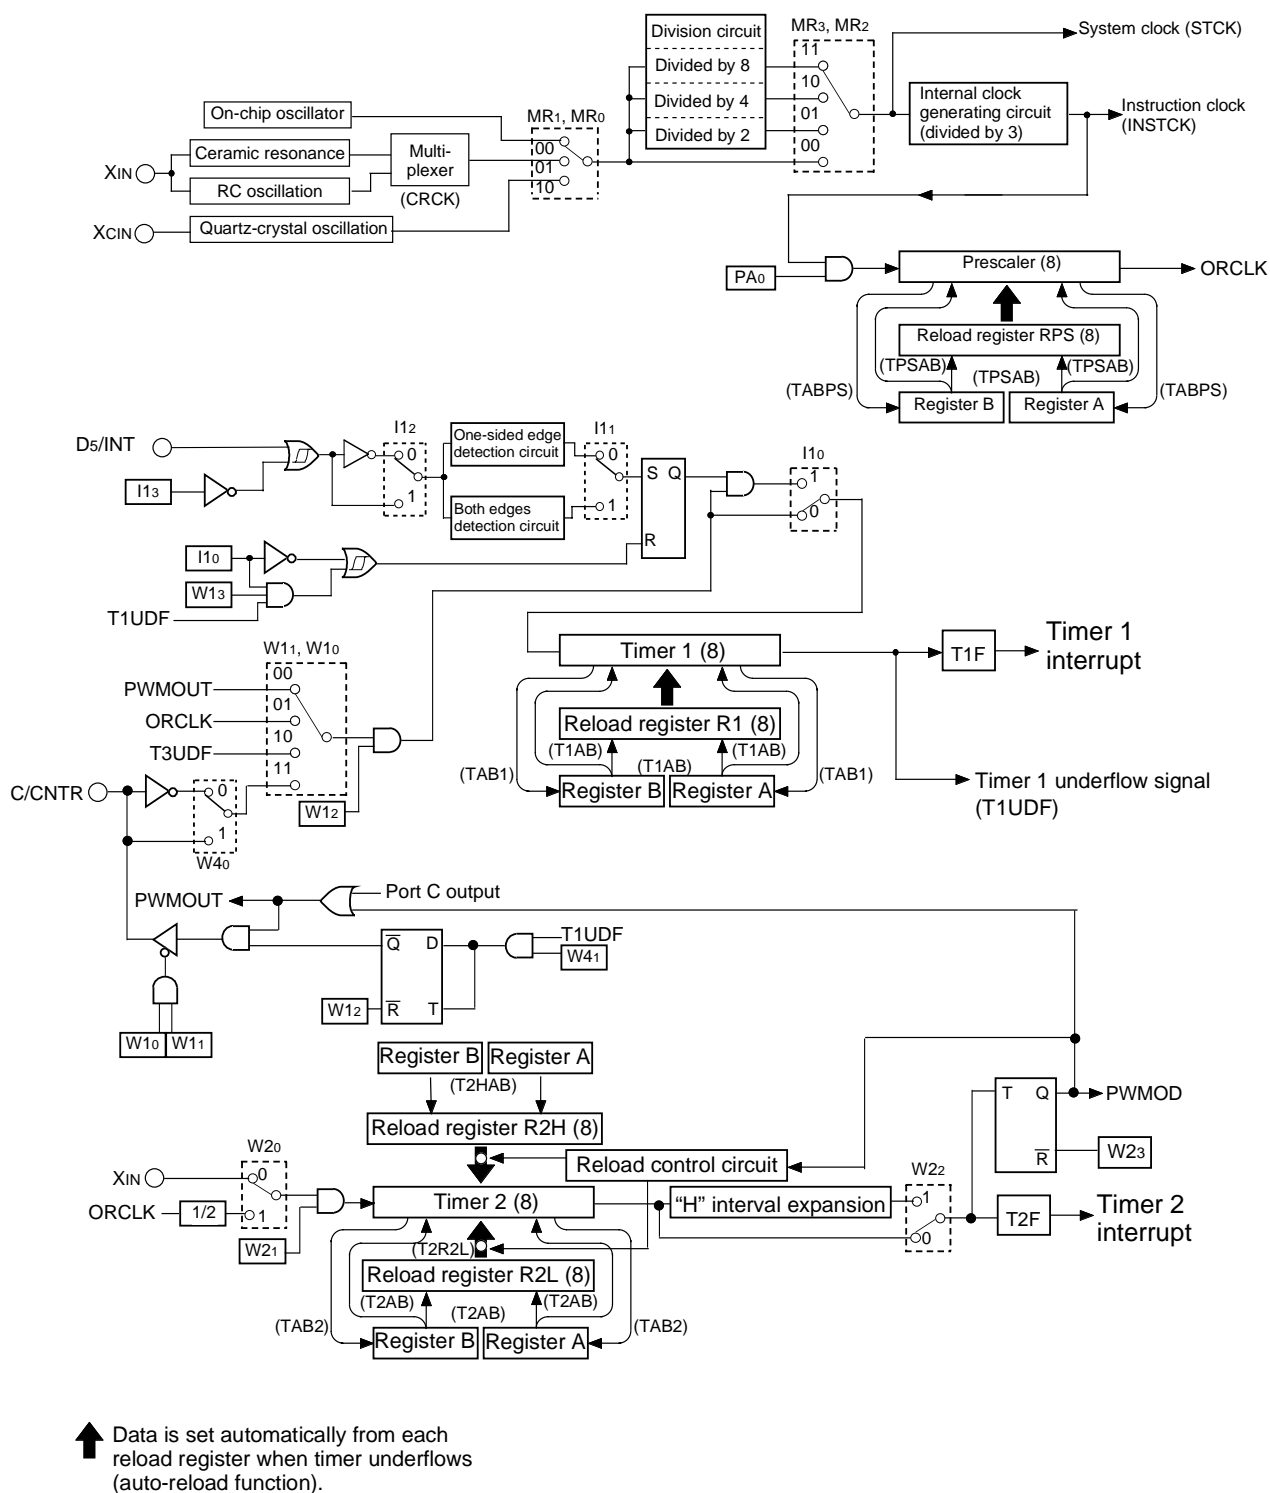 Division circuit
Divided by 8
Divided by 4
Divided by 2
MR3, MR2
11
10
01
00
System clock (STCK)
Internal clock
generating circuit
(divided by 3)
Instruction clock
(INSTCK)
On-chip oscillator
MR1, MR0
00
01
10
XIN
Ceramic resonance
RC oscillation
Multi-
plexer
(CRCK)
XCIN
Quartz-crystal oscillation
PA0
Prescaler (8)
ORCLK
Reload register RPS (8)
(TPSAB)
(TPSAB)
(TPSAB)
(TABPS)
(TABPS)
Register B
Register A
D5/INT
I13
I12
0
1
One-sided edge
detection circuit
Both edges
detection circuit
I11
0
1
S
Q
R
I10
1
0
I10
W13
T1UDF
W11, W10
00
01
10
11
PWMOUT
ORCLK
T3UDF
C/CNTR
0
1
W40
W12
Timer 1 (8)
T1F
Timer 1
interrupt
Reload register R1 (8)
(T1AB)
(T1AB)
(T1AB)
(TAB1)
(TAB1)
Register B
Register A
Timer 1 underflow signal
(T1UDF)
PWMOUT
Port C output
Q
D
R
T
T1UDF
W41
W12
W10
W11
Register B
Register A
(T2HAB)
Reload register R2H (8)
T
Q
R
PWMOD
W23
W20
0
1
XIN
ORCLK
1/2
W21
Reload control circuit
Timer 2 (8)
“H” interval expansion
W22
1
0
T2F
Timer 2
interrupt
(T2R2L)
Reload register R2L (8)
(T2AB)
(T2AB)
(T2AB)
(TAB2)
(TAB2)
Register B
Register A
Data is set automatically from each
reload register when timer underflows
(auto-reload function).